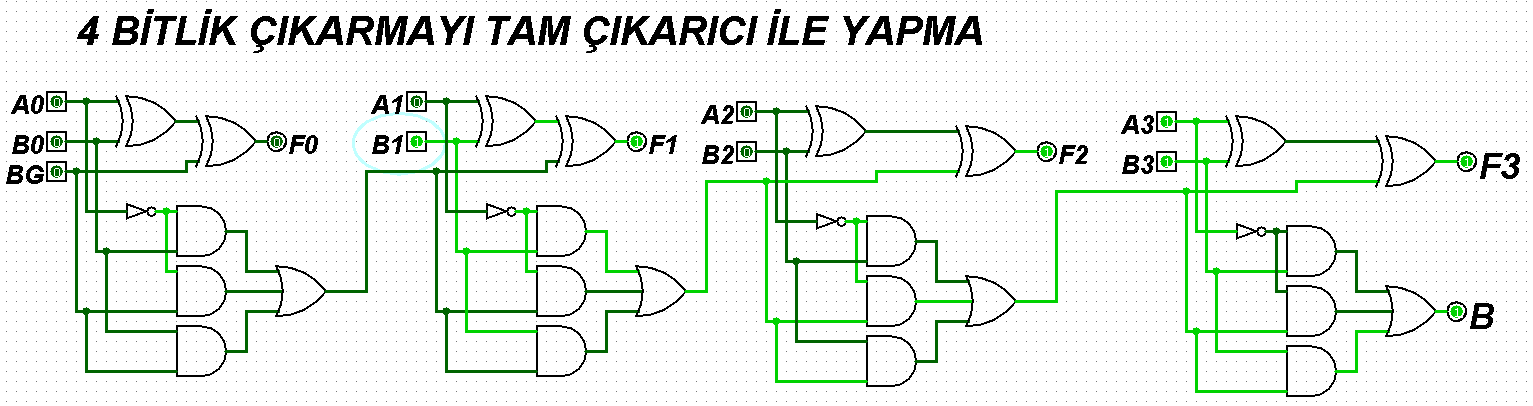 4 BİTLİK ÇIKARMAYI TAM ÇIKARICI İLE YAPMA
A0 0
B0 0
BG 0
0 F0
A1 0
B1 1
1 F1
A2 0
B2 0
1 F2
A3 1
B3 1
1 F3
1 B